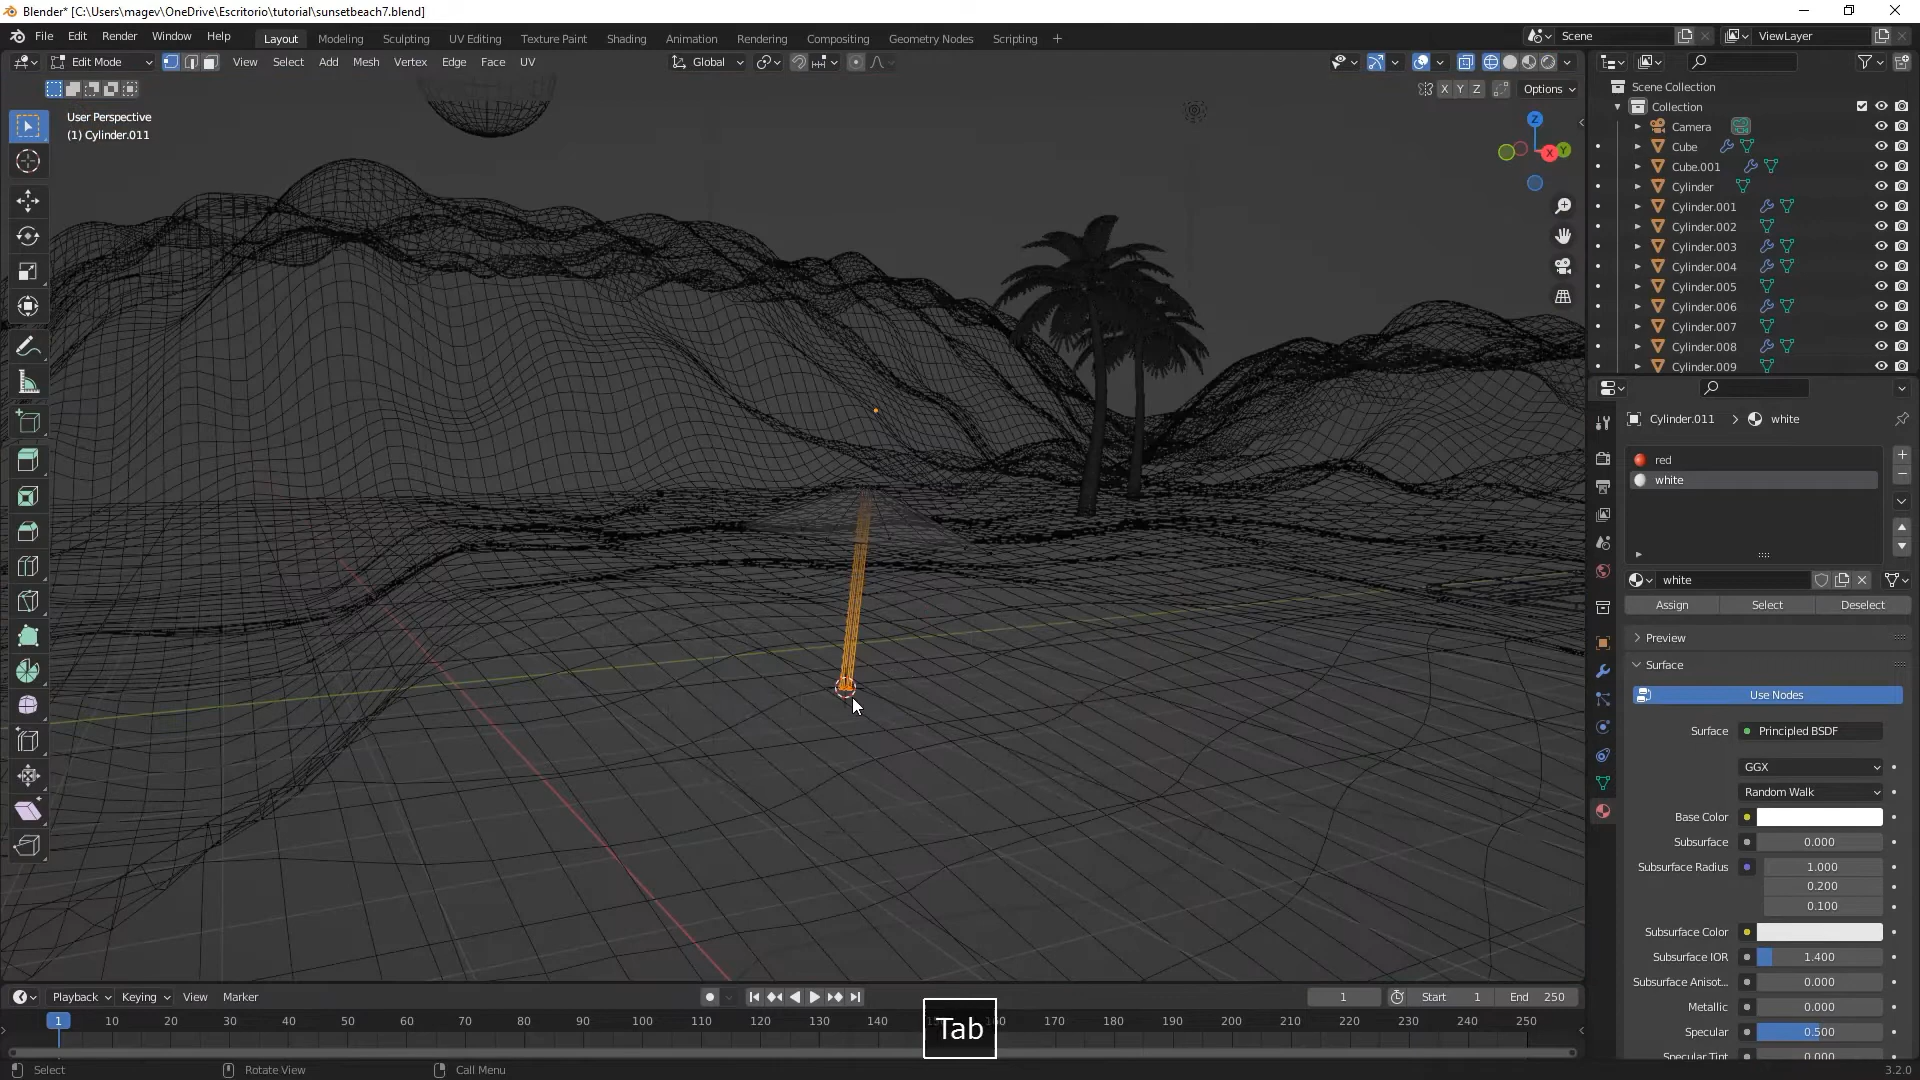 Blender* [C:\Users\magev\OneDrive\Escritorio\tutorial\sunsetbeach7.blend]
File Edit Render Window Help
Layout Modeling Sculpting UV Editing Texture Paint Shading Animation Rendering Compositing Geometry Nodes Scripting +
Scene
ViewLayer
Edit Mode View Select Add Mesh Vertex Edge Face UV
Global
X Y Z Options
User Perspective
(1) Cylinder.011
Z
X
Y
Scene Collection
Collection
Camera
Cube
Cube.001
Cylinder
Cylinder.001
Cylinder.002
Cylinder.003
Cylinder.004
Cylinder.005
Cylinder.006
Cylinder.007
Cylinder.008
Cylinder.009
Cylinder.011 > white
red
white
white
Assign Select Deselect
Preview
Surface
Use Nodes
Surface Principled BSDF
GGX
Random Walk
Base Color
Subsurface 0.000
Subsurface Radius 1.000
0.200
0.100
Subsurface Color
Subsurface IOR 1.400
Subsurface Anisot... 0.000
Metallic 0.000
Specular 0.500
Specular Tint 0.000
Playback Keying View Marker
1 Start 1 End 250
1 10 20 30 40 50 60 70 80 90 100 110 120 130 140 160 170 180 190 200 210 220 230 240 250
Tab
Select Rotate View Call Menu 3.2.0